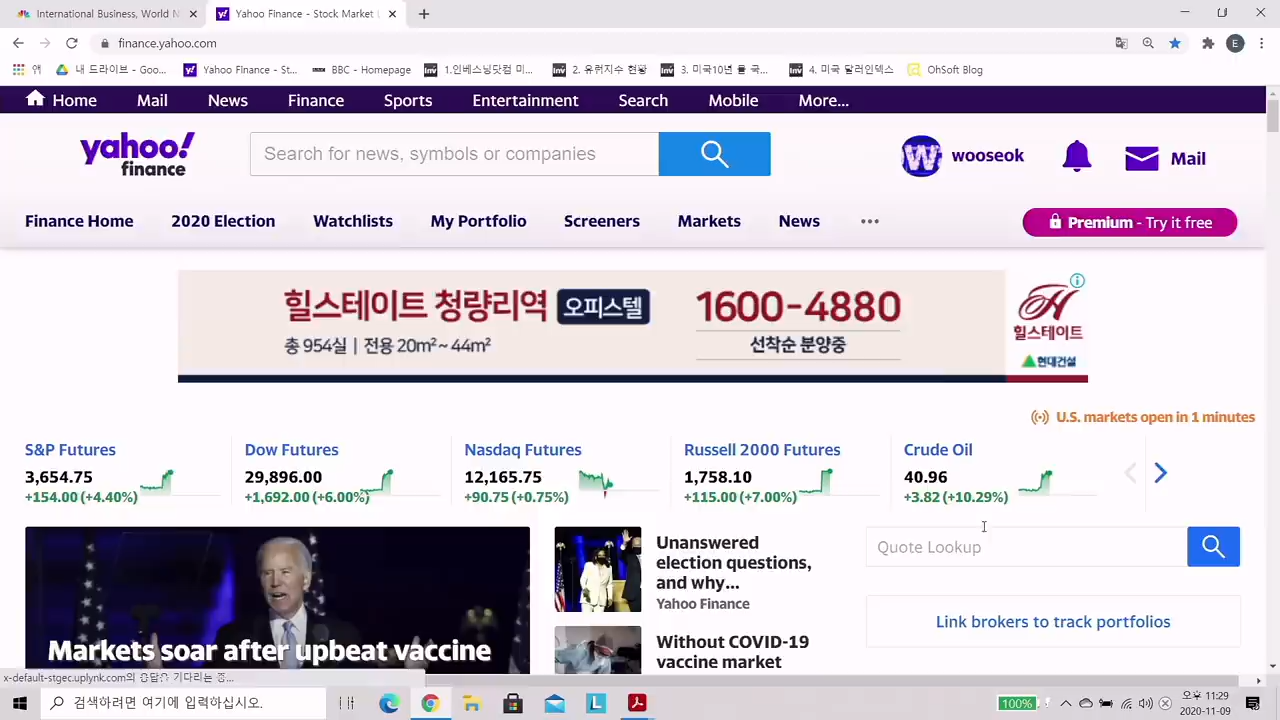 International Business, World N
Yahoo Finance - Stock Market L
finance.yahoo.com
앱
내 드라이브 - Goo...
Yahoo FInance - St...
BBC - Homepage
1.인베스팅닷컴 미...
2. 유럽지수 현황
3. 미국10년 물 국...
4. 미국 달러인덱스
OhSoft Blog
Home Mail News Finance Sports Entertainment Search Mobile More...
yahoo!
finance
Search for news, symbols or companies
wooseok
Mail
Finance Home 2020 Election Watchlists My Portfolio Screeners Markets News
Premium - Try it free
힐스테이트 청량리역 오피스텔
총 954실 | 전용 20m²~ 44m²
1600-4880
선착순 분양중
힐스테이트
현대건설
U.S. markets open in 1 minutes
S&P Futures
3,654.75
+154.00 (+4.40%)
Dow Futures
29,896.00
+1,692.00 (+6.00%)
Nasdaq Futures
12,165.75
+90.75 (+0.75%)
Russell 2000 Futures
1,758.10
+115.00 (+7.00%)
Crude Oil
40.96
+3.82 (+10.29%)
Markets soar after upbeat vaccine
Unanswered
election questions,
and why...
Yahoo Finance
Without COVID-19
vaccine market
Quote Lookup
Link brokers to track portfolios
x-default-stgec.uplynk.com의 응답을 기다리는 중...
검색하려면 여기에 입력하십시오.
100%
오후 11:29
2020-11-09